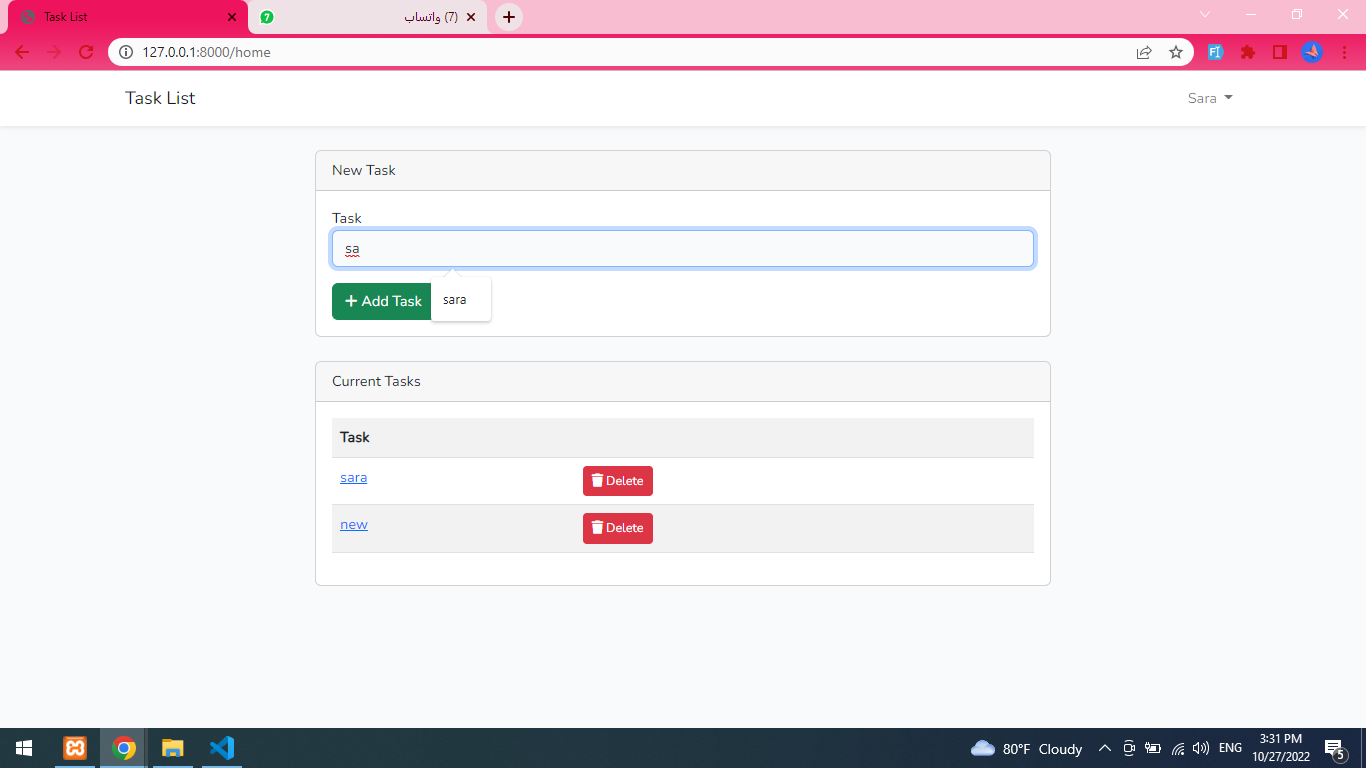 Task List
(7) واتساب
127.0.0.1:8000/home
Task List
Sara
New Task
Task
sa
+ Add Task
sara
Current Tasks
Task
sara Delete
new Delete
80°F Cloudy
ENG
3:31 PM
10/27/2022
5
7